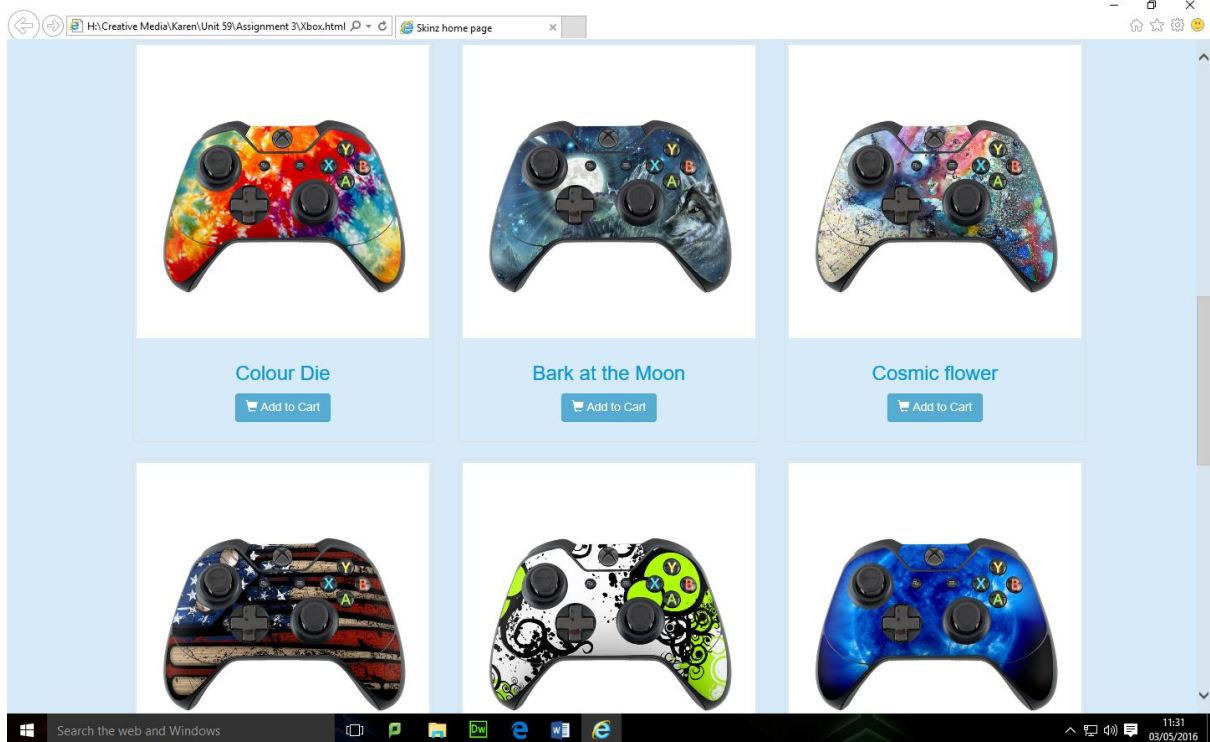 H:\Creative Media\Karen\Unit 59\Assignment 3\Xbox.html
Skinz home page
Y
X B
A
Y
X B
A
Y
X B
A
Colour Die
Bark at the Moon
Cosmic flower
Add to Cart
Add to Cart
Add to Cart
Y
X B
A
Y
X B
A
Y
X B
A
Search the web and Windows
Dw
11:31
03/05/2016